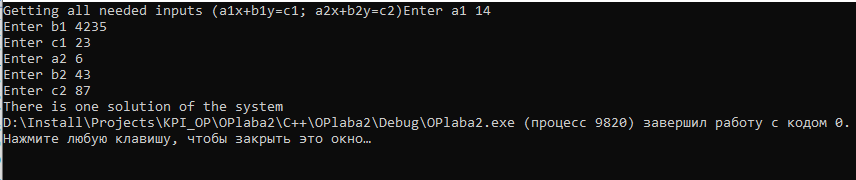 Getting all needed inputs (a1x+b1y=c1; a2x+b2y=c2)Enter a1 14
Enter b1 4235
Enter c1 23
Enter a2 6
Enter b2 43
Enter c2 87
There is one solution of the system
D:\Install\Projects\KPI_OP\OPlaba2\C++\OPlaba2\Debug\OPlaba2.exe (процесс 9820) завершил работу с кодом 0.
Нажмите любую клавишу, чтобы закрыть это окно…